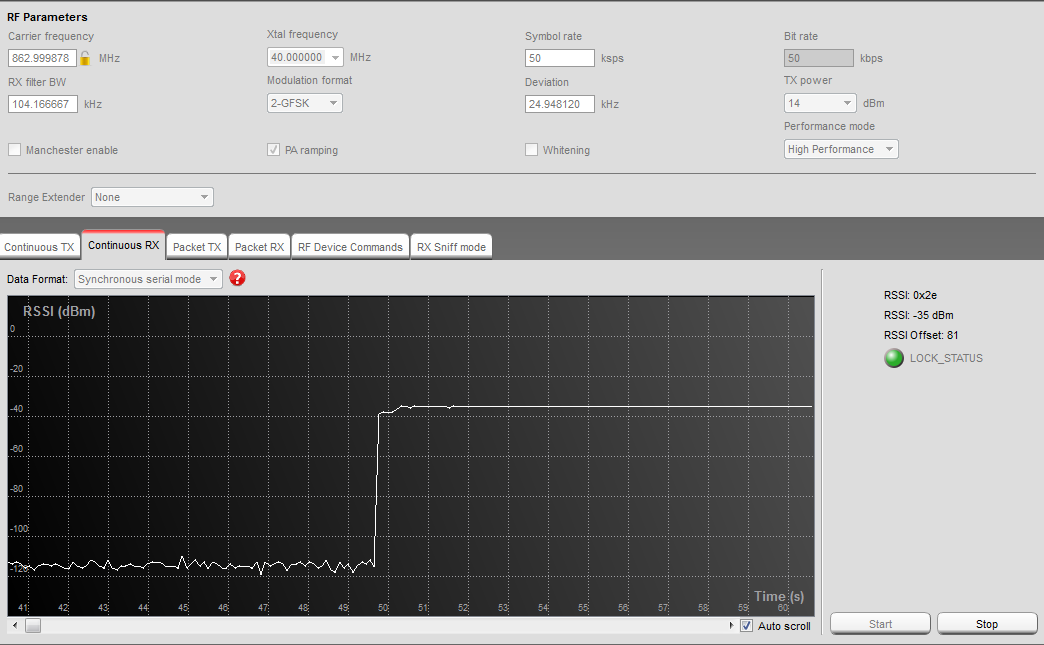 RF Parameters
Carrier frequency
Xtal frequency
Symbol rate
Bit rate
862.999878 MHz
40.000000 MHz
50 ksps
50 kbps
RX filter BW
Modulation format
Deviation
TX power
104.166667 kHz
2-GFSK
24.948120 kHz
14 dBm
Performance mode
Manchester enable
PA ramping
Whitening
High Performance
Range Extender None
Continuous TX
Continuous RX
Packet TX
Packet RX
RF Device Commands
RX Sniff mode
Data Format: Synchronous serial mode ?
RSSI (dBm)
0
-20
-40
-60
-80
-100
-120
Time (s)
41 42 43 44 45 46 47 48 49 50 51 52 53 54 55 56 57 58 59 60
Auto scroll
RSSI: 0x2e
RSSI: -35 dBm
RSSI Offset: 81
LOCK_STATUS
Start
Stop